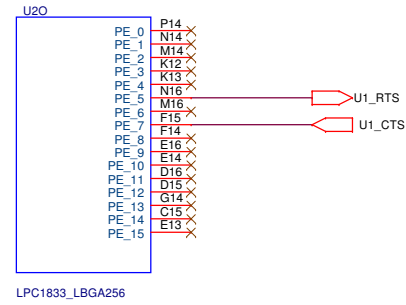 U2O
PE_0 P14
PE_1 N14
PE_2 M14
PE_3 K12
PE_4 K13
PE_5 N16 U1_RTS
PE_6 M16
PE_7 F15 U1_CTS
PE_8 F14
PE_9 E16
PE_10 E14
PE_11 D16
PE_12 D15
PE_13 G14
PE_14 C15
PE_15 E13
LPC1833_LBGA256